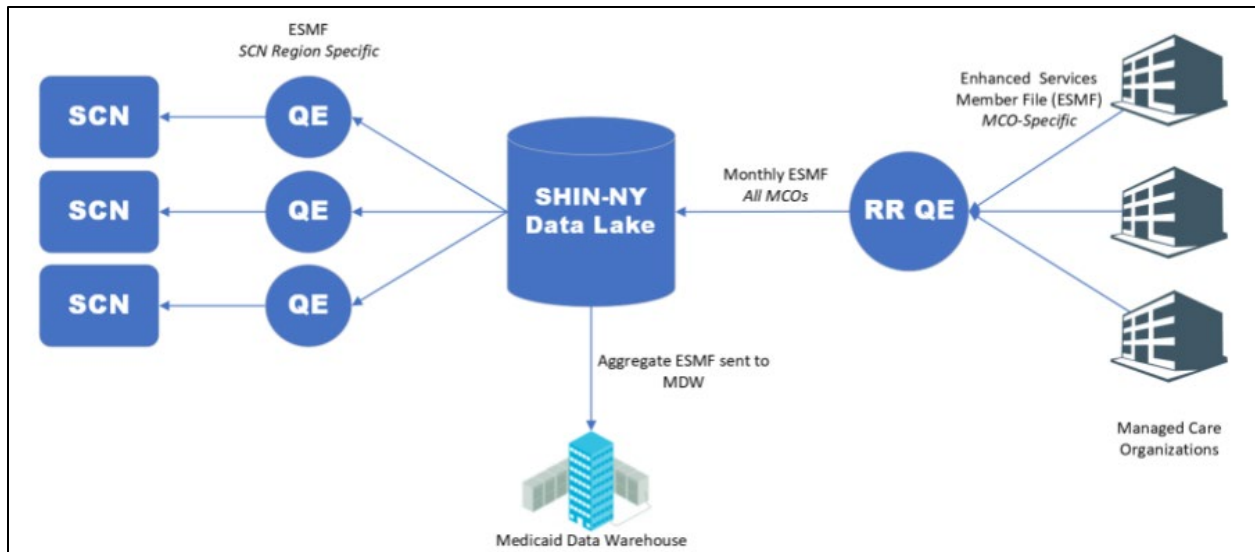 ESMF
SCN Region Specific
SCN
QE
SCN
QE
SCN
QE
SHIN-NY
Data Lake
Monthly ESMF
All MCOs
RR QE
Enhanced Services
Member File (ESMF)
MCO-Specific
Managed Care
Organizations
Aggregate ESMF sent to
MDW
Medicaid Data Warehouse